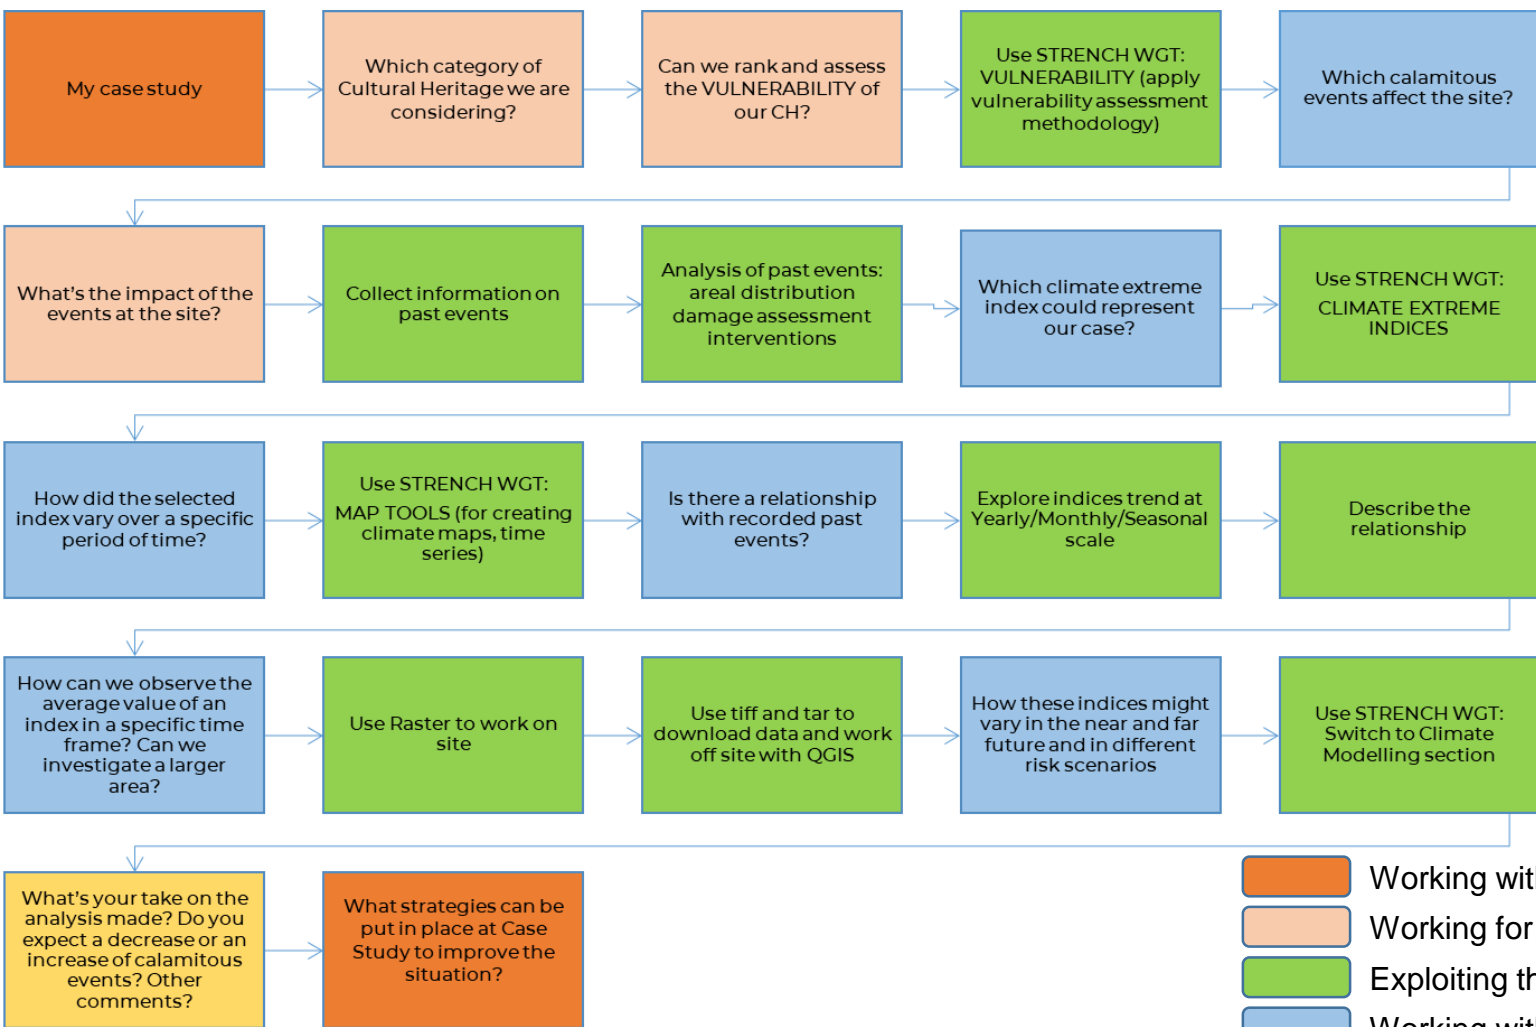 My case study
Which category of
Cultural Heritage we are
considering?
Can we rank and assess
the VULNERABILITY of
our CH?
Use STRENCH WGT:
VULNERABILITY (apply
vulnerability assessment
methodology)
Which calamitous
events affect the site?
What's the impact of the
events at the site?
Collect information on
past events
Analysis of past events:
areal distribution
damage assessment
interventions
Which climate extreme
index could represent
our case?
Use STRENCH WGT:
CLIMATE EXTREME
INDICES
How did the selected
index vary over a specific
period of time?
Use STRENCH WGT:
MAP TOOLS (for creating
climate maps, time
series)
Is there a relationship
with recorded past
events?
Explore indices trend at
Yearly/Monthly/Seasonal
scale
Describe the
relationship
How can we observe the
average value of an
index in a specific time
frame? Can we
investigate a larger
area?
Use Raster to work on
site
Use tiff and tar to
download data and work
off site with QGIS
How these indices might
vary in the near and far
future and in different
risk scenarios
Use STRENCH WGT:
Switch to Climate
Modelling section
What's your take on the
analysis made? Do you
expect a decrease or an
increase of calamitous
events? Other
comments?
What strategies can be
put in place at Case
Study to improve the
situation?
Working
Working for
Exploiting
Working